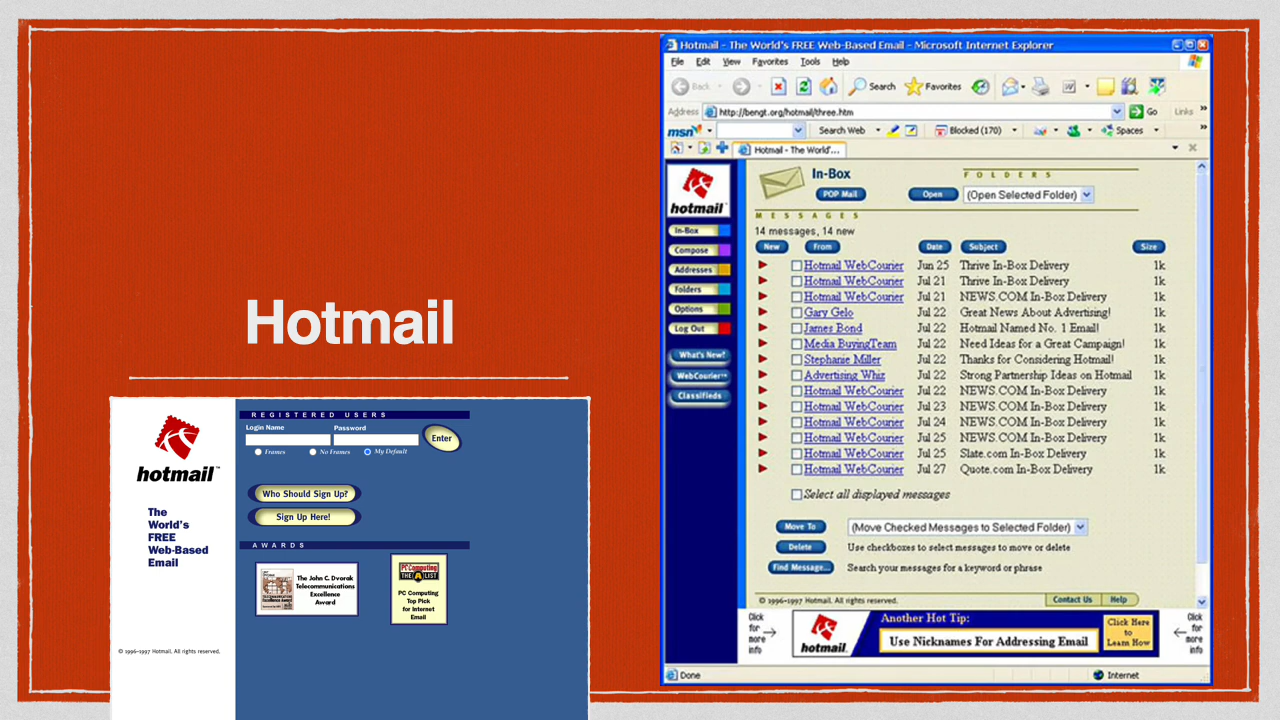 Hotmail
hotmail™
The
World's
FREE
Web-Based
Email
© 1996-1997 Hotmail. All rights reserved.
REGISTERED USERS
Login Name Password
Enter
Frames No Frames My Default
Who Should Sign Up?
Sign Up Here!
AWARDS
The John C. Dvorak
Telecommunications
Excellence
Award
PC Computing
THE A LIST
PC Computing
Top Pick
for Internet
Email
Hotmail - The World's FREE Web-Based Email - Microsoft Internet Explorer
File Edit View Favorites Tools Help
Back Search Favorites
Address http://bengt.org/hotmail/three.htm Go Links »
msn Search Web Blocked (170) Spaces »
Hotmail - The World'...
hotmail
In-Box
Compose
Addresses
Folders
Options
Log Out
What's New?
WebCourier™
Classifieds
In-Box FOLDERS
POP Mail Open (Open Selected Folder)
MESSAGES
14 messages, 14 new
New From Date Subject Size
Hotmail WebCourier Jun 25 Thrive In-Box Delivery 1k
Hotmail WebCourier Jul 21 Thrive In-Box Delivery 1k
Hotmail WebCourier Jul 21 NEWS.COM In-Box Delivery 1k
Gary Gelo Jul 22 Great News About Advertising! 1k
James Bond Jul 22 Hotmail Named No. 1 Email! 1k
Media BuyingTeam Jul 22 Need Ideas for a Great Campaign! 1k
Stephanie Miller Jul 22 Thanks for Considering Hotmail! 1k
Advertising Whiz Jul 22 Strong Partnership Ideas on Hotmail 1k
Hotmail WebCourier Jul 22 NEWS.COM In-Box Delivery 1k
Hotmail WebCourier Jul 23 NEWS.COM In-Box Delivery 1k
Hotmail WebCourier Jul 24 NEWS.COM In-Box Delivery 1k
Hotmail WebCourier Jul 25 NEWS.COM In-Box Delivery 1k
Hotmail WebCourier Jul 25 Slate.com In-Box Delivery 1k
Hotmail WebCourier Jul 27 Quote.com In-Box Delivery 1k
Select all displayed messages
Move To (Move Checked Messages to Selected Folder)
Delete Use checkboxes to select messages to move or delete
Find Message... Search your messages for a keyword or phrase
© 1996-1997 Hotmail. All rights reserved. Contact Us Help
Click
for
more
info
hotmail
Another Hot Tip:
Use Nicknames For Addressing Email
Click Here
to
Learn How
Click
for
more
info
Done Internet